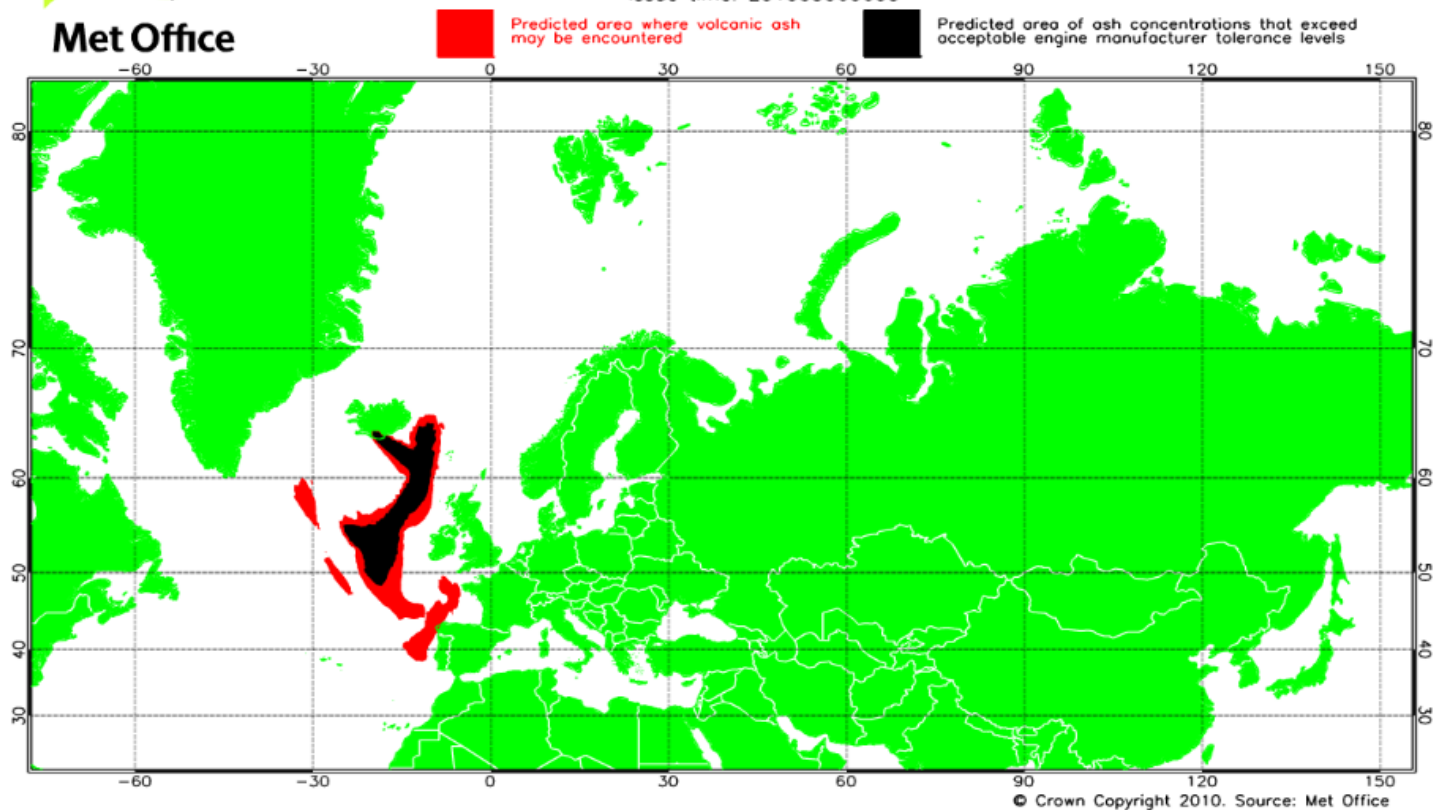 Met Office
Predicted area where volcanic ash
may be encountered
Predicted area of ash concentrations that exceed
acceptable engine manufacturer tolerance levels
−60 −30 0 30 60 90 120 150
80 80
70 70
60 60
50 50
40 40
30 30
−60 −30 0 30 60 90 120 150
© Crown Copyright 2010. Source: Met Office